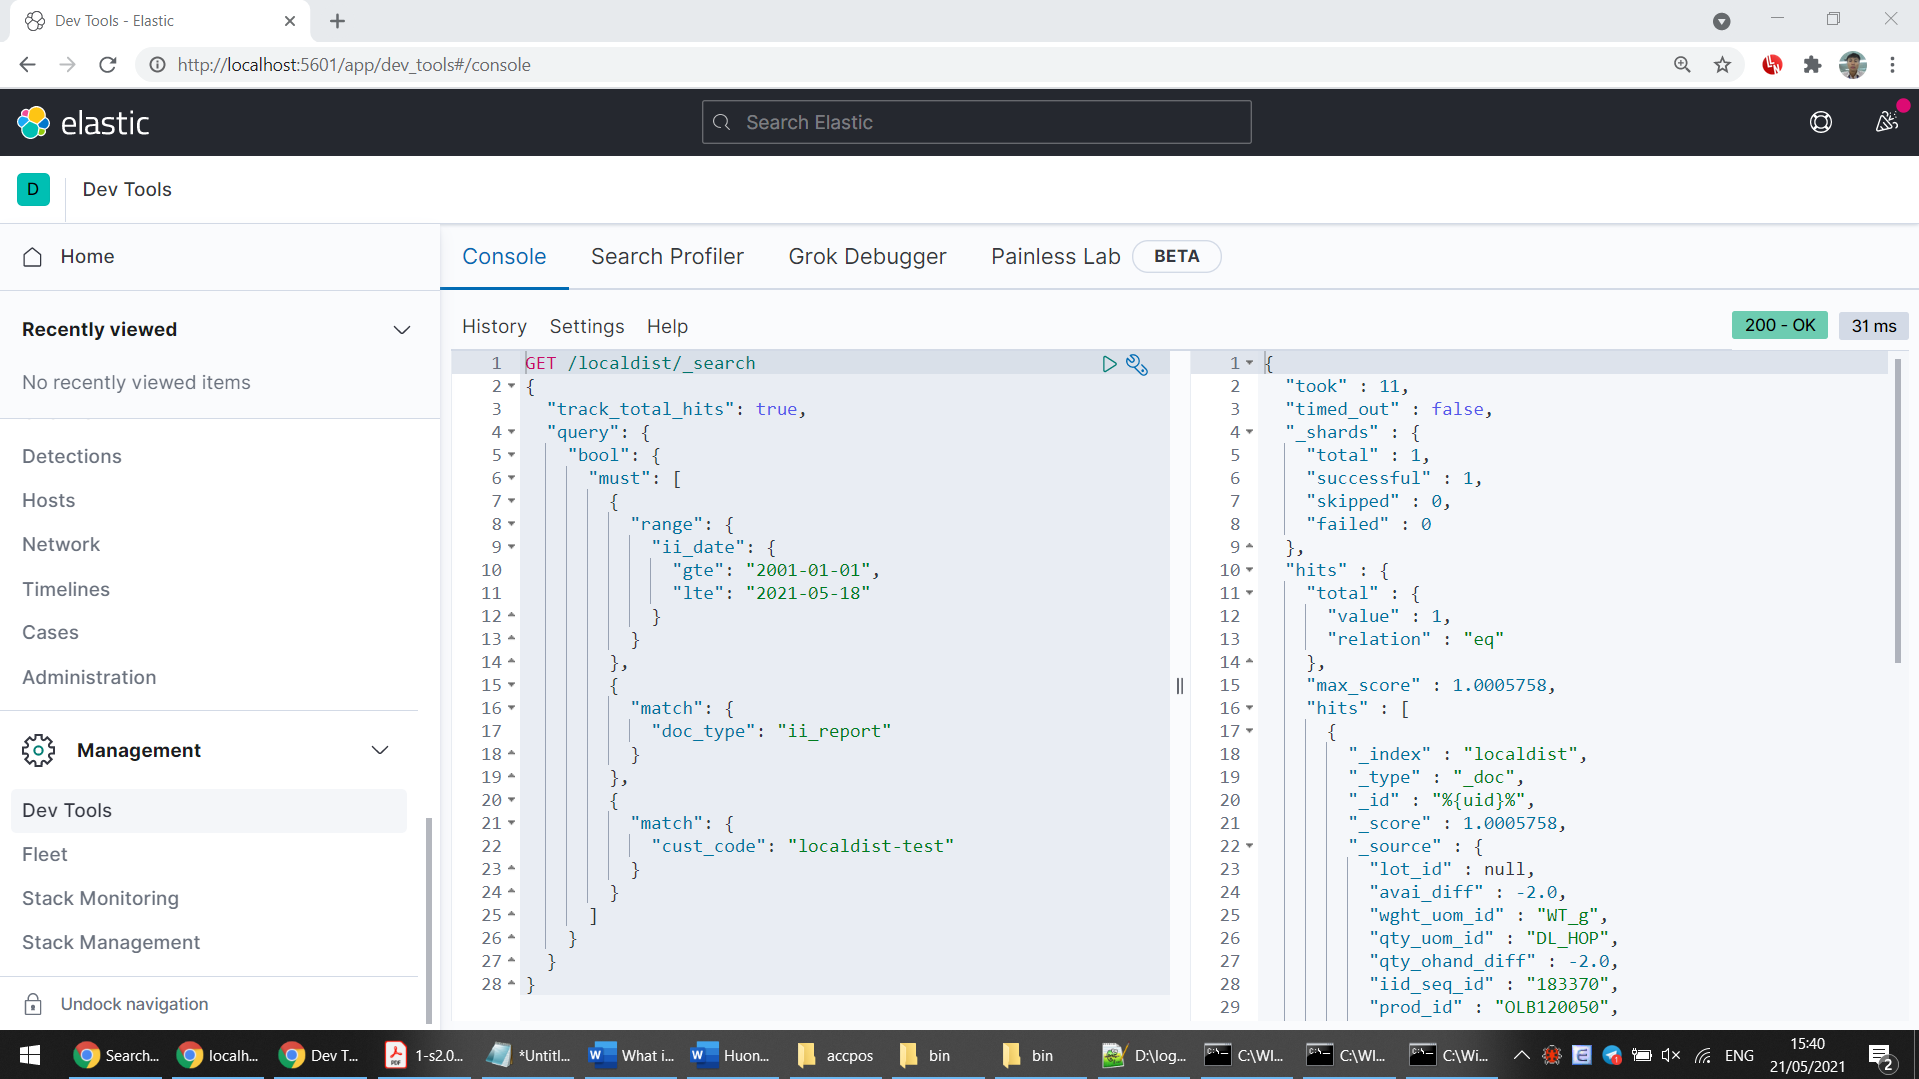 Dev Tools - Elastic
http://localhost:5601/app/dev_tools#/console
elastic
Search Elastic
D
Dev Tools
Home
Recently viewed
No recently viewed items
Detections
Hosts
Network
Timelines
Cases
Administration
Management
Dev Tools
Fleet
Stack Monitoring
Stack Management
Undock navigation
Console Search Profiler Grok Debugger Painless Lab BETA
History Settings Help
200 - OK 31 ms
1 GET /localdist/_search
2 {
3 "track_total_hits": true,
4 "query": {
5 "bool": {
6 "must": [
7 {
8 "range": {
9 "ii_date": {
10 "gte": "2001-01-01",
11 "lte": "2021-05-18"
12 }
13 }
14 },
15 {
16 "match": {
17 "doc_type": "ii_report"
18 }
19 },
20 {
21 "match": {
22 "cust_code": "localdist-test"
23 }
24 }
25 ]
26 }
27 }
28 }
1 {
2 "took" : 11,
3 "timed_out" : false,
4 "_shards" : {
5 "total" : 1,
6 "successful" : 1,
7 "skipped" : 0,
8 "failed" : 0
9 },
10 "hits" : {
11 "total" : {
12 "value" : 1,
13 "relation" : "eq"
14 },
15 "max_score" : 1.0005758,
16 "hits" : [
17 {
18 "_index" : "localdist",
19 "_type" : "_doc",
20 "_id" : "%{uid}%",
21 "_score" : 1.0005758,
22 "_source" : {
23 "lot_id" : null,
24 "avai_diff" : -2.0,
25 "wght_uom_id" : "WT_g",
26 "qty_uom_id" : "DL_HOP",
27 "qty_ohand_diff" : -2.0,
28 "iid_seq_id" : "183370",
29 "prod_id" : "OLB120050",
Search... localh... Dev T... 1-s2.0... *Untitl... What i... Huon... accpos bin bin D:\log... C:\WI... C:\WI... C:\Wi... ENG 15:40
21/05/2021
2